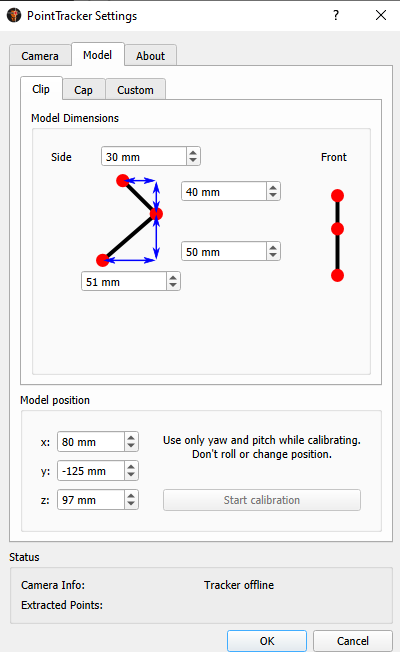 PointTracker Settings
?
Camera
Model
About
Clip
Cap
Custom
Model Dimensions
Side
30 mm
Front
40 mm
50 mm
51 mm
Model position
x:
80 mm
Use only yaw and pitch while calibrating.
Don't roll or change position.
y:
-125 mm
z:
97 mm
Start calibration
Status
Camera Info:
Tracker offline
Extracted Points:
OK
Cancel